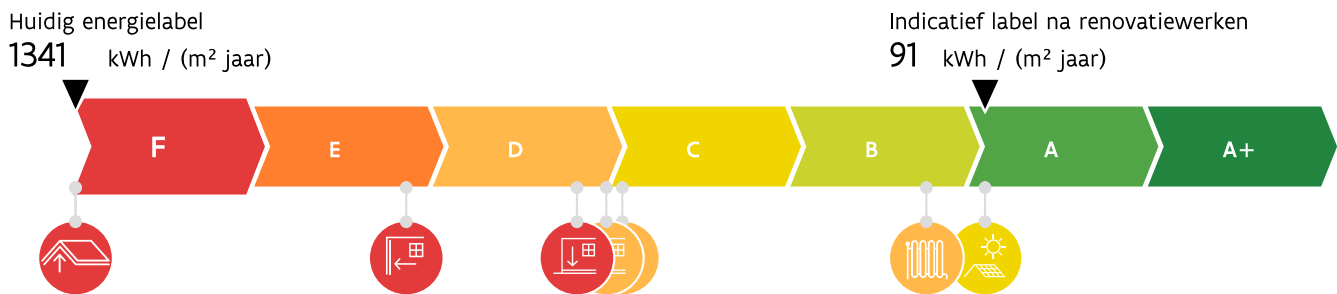 Huidig energielabel
1341 kWh / (m² jaar)
Indicatief label na renovatiewerken
91 kWh / (m² jaar)
F E D C B A A+